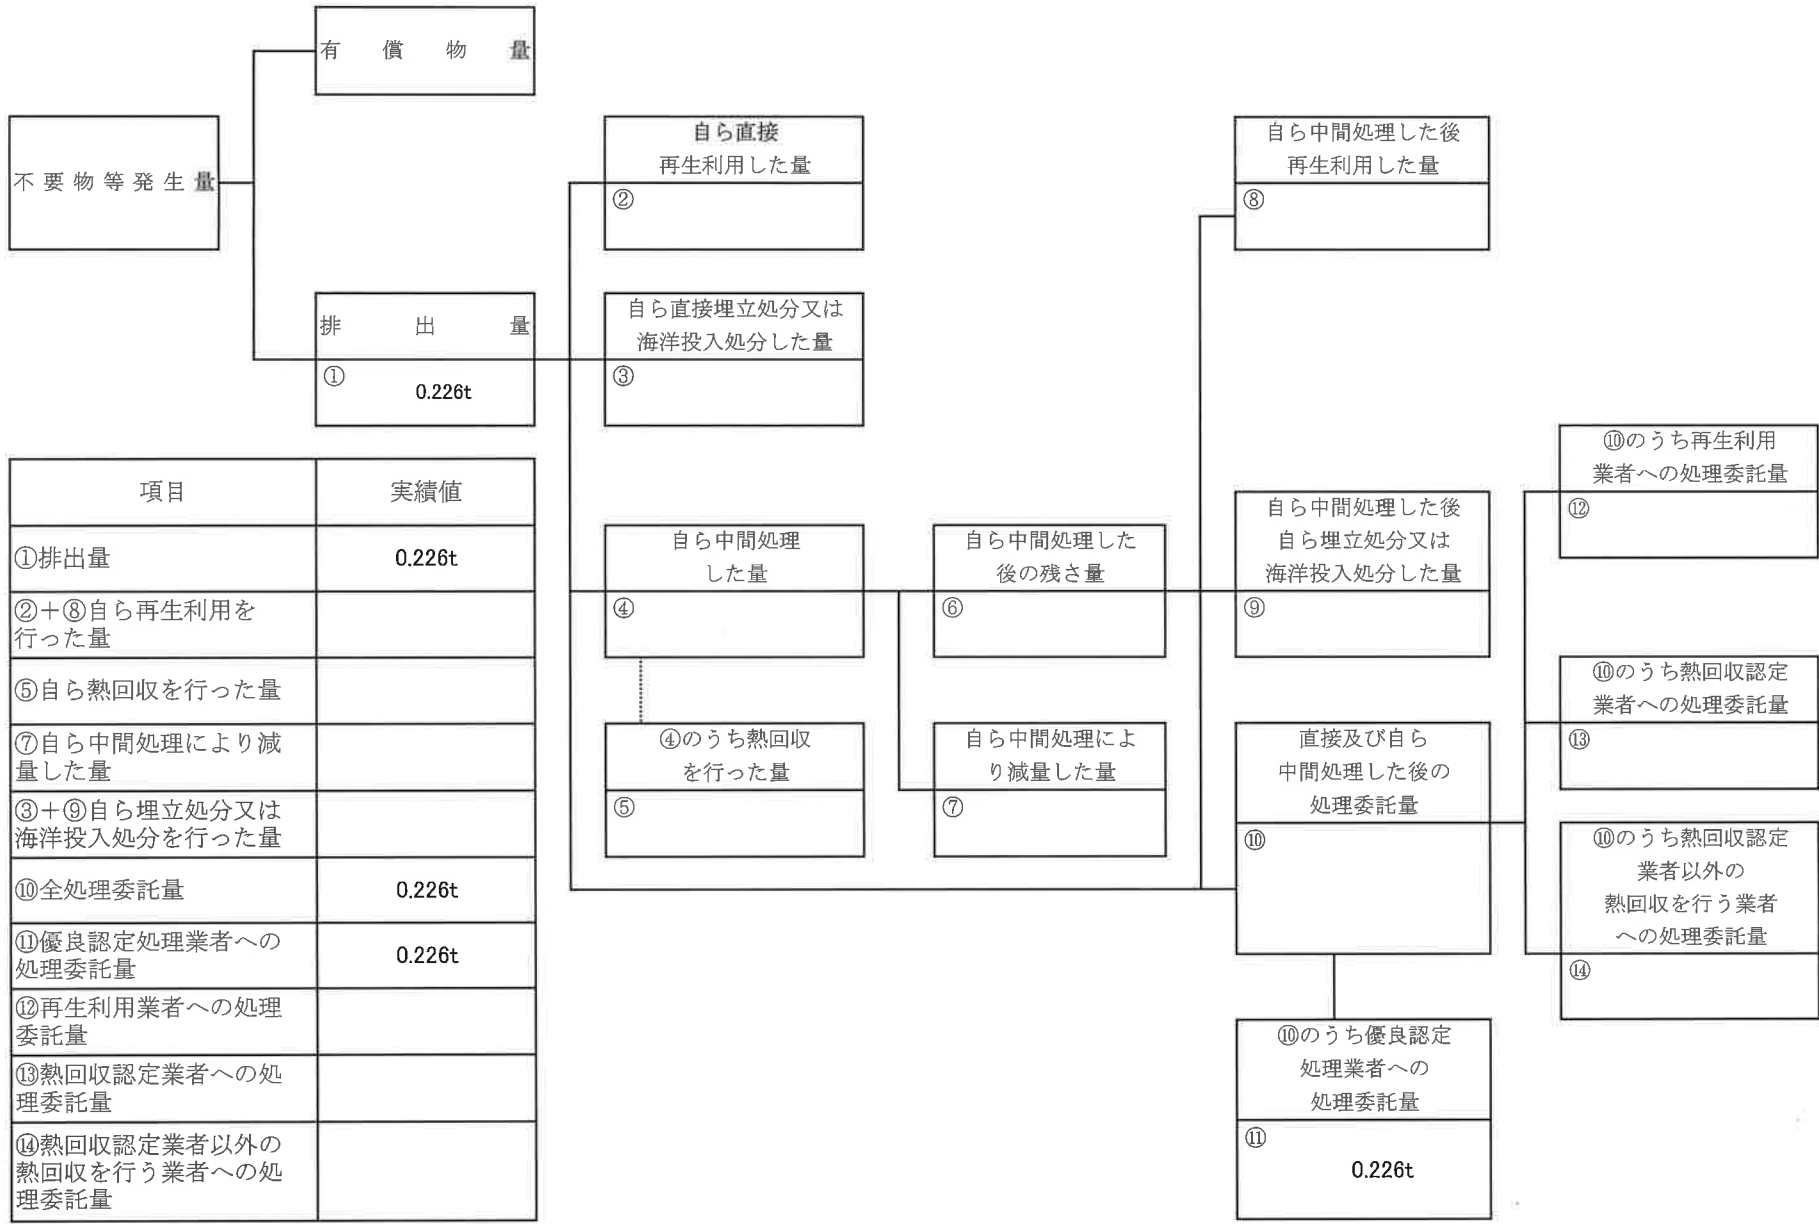 有償物量
不要物等発生量
排出量
①
0.226t
自ら直接
再生利用した量
②
自ら直接埋立処分又は
海洋投入処分した量
③
自ら中間処理
した量
④
④のうち熱回収
を行った量
⑤
自ら中間処理した
後の残さ量
⑥
自ら中間処理によ
り減量した量
⑦
自ら中間処理した後
再生利用した量
⑧
自ら中間処理した後
自ら埋立処分又は
海洋投入処分した量
⑨
直接及び自ら
中間処理した後の
処理委託量
⑩
⑩のうち優良認定
処理業者への
処理委託量
⑪
0.226t
⑩のうち再生利用
業者への処理委託量
⑫
⑩のうち熱回収認定
業者への処理委託量
⑬
⑩のうち熱回収認定
業者以外の
熱回収を行う業者
への処理委託量
⑭
項目 実績値
①排出量 0.226t
②＋⑧自ら再生利用を
行った量
⑤自ら熱回収を行った量
⑦自ら中間処理により減
量した量
③＋⑨自ら埋立処分又は
海洋投入処分を行った量
⑩全処理委託量 0.226t
⑪優良認定処理業者への
処理委託量 0.226t
⑫再生利用業者への処理
委託量
⑬熱回収認定業者への処
理委託量
⑭熱回収認定業者以外の
熱回収を行う業者への処
理委託量